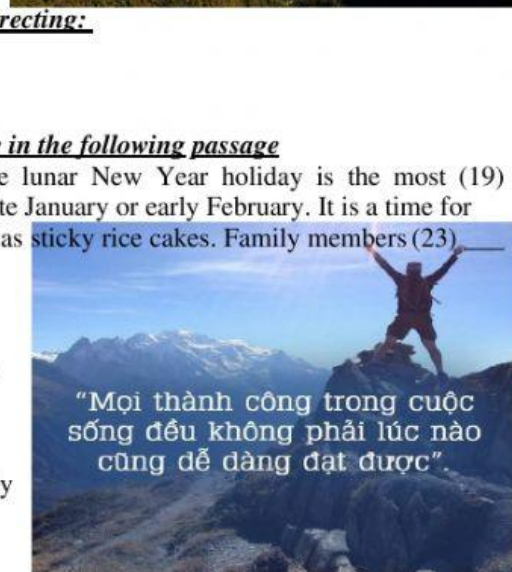 recting:
in the following passage
e lunar New Year holiday is the most (19)
te January or early February. It is a time for
as sticky rice cakes. Family members (23)
“Mọi thành công trong cuộc
sống đều không phải lúc nào
cũng dễ dàng đạt được”.
y